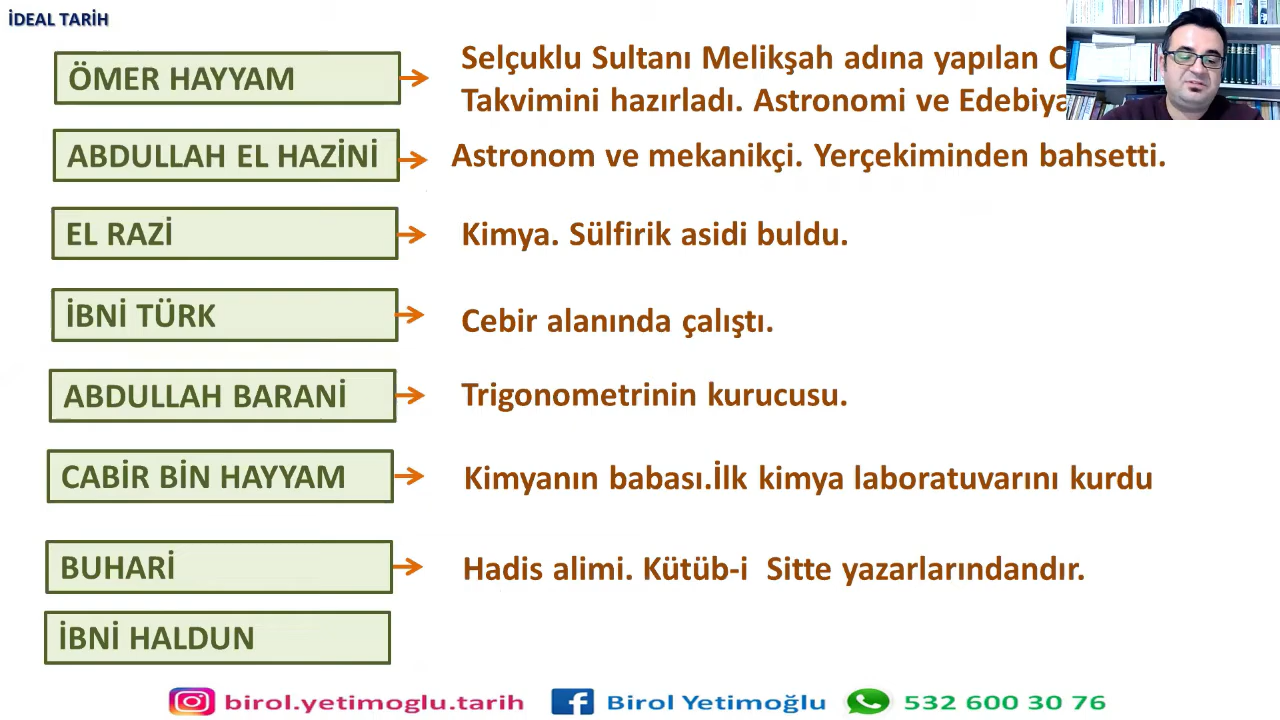 İDEAL TARİH
ÖMER HAYYAM
Selçuklu Sultanı Melikşah adına yapılan
Takvimini hazırladı. Astronomi ve
ABDULLAH EL HAZİNİ
Astronom ve mekanikçi. Yerçekiminden bahsetti.
EL RAZİ
Kimya. Sülfirik asidi buldu.
İBNİ TÜRK
Cebir alanında çalıştı.
ABDULLAH BARANİ
Trigonometrinin kurucusu.
CABİR BİN HAYYAM
Kimyanın babası.İlk kimya laboratuvarını kurdu
BUHARİ
Hadis alimi. Kütüb-i Sitte yazarlarındandır.
İBNİ HALDUN
birol.yetimoglu.tarih Birol Yetimoğlu 532 600 30 76